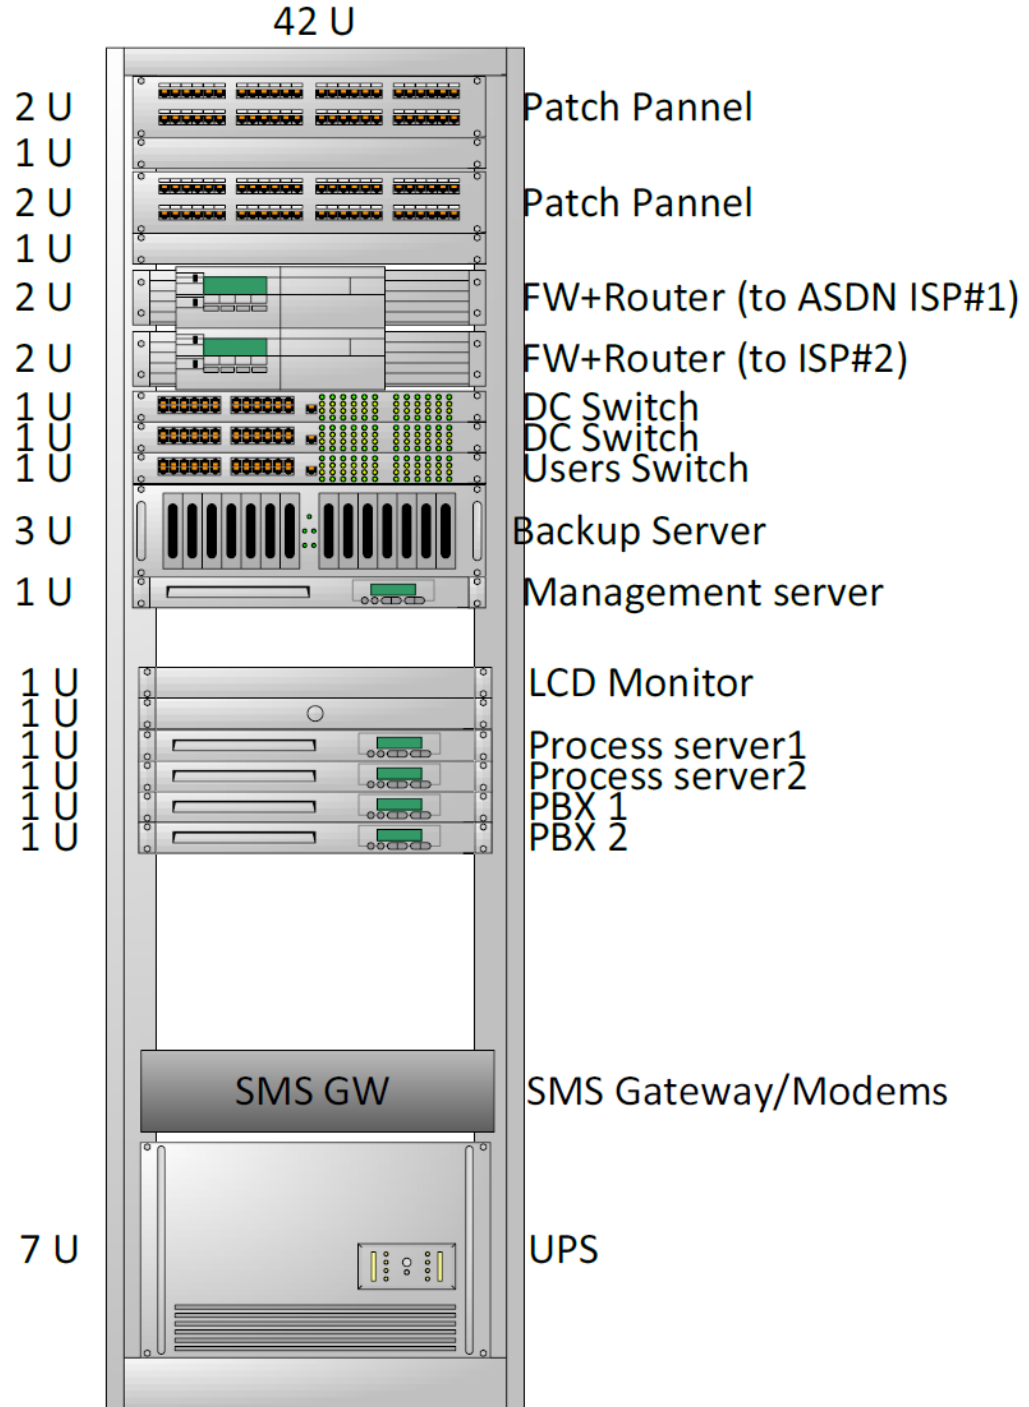 42 U
2 U Patch Pannel
1 U
2 U Patch Pannel
1 U
2 U FW+Router (to ASDN ISP#1)
2 U FW+Router (to ISP#2)
1 U DC Switch
1 U DC Switch
1 U Users Switch
3 U Backup Server
1 U Management server
1 U LCD Monitor
1 U
1 U Process server1
1 U Process server2
1 U PBX 1
1 U PBX 2
SMS GW SMS Gateway/Modems
7 U UPS